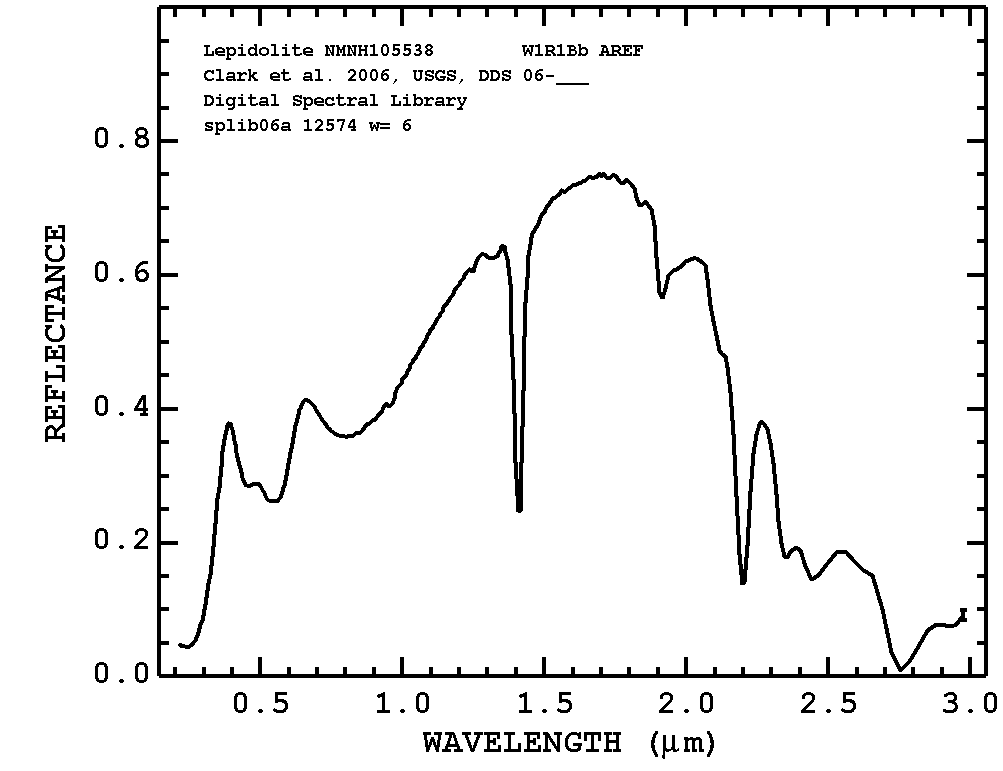 Lepidolite NMNH105538 W1R1Bb AREF
Clark et al. 2006, USGS, DDS 06-___
Digital Spectral Library
splib06a 12574 w= 6
REFLECTANCE
0.8
0.6
0.4
0.2
0.0
0.5 1.0 1.5 2.0 2.5 3.0
WAVELENGTH (μm)